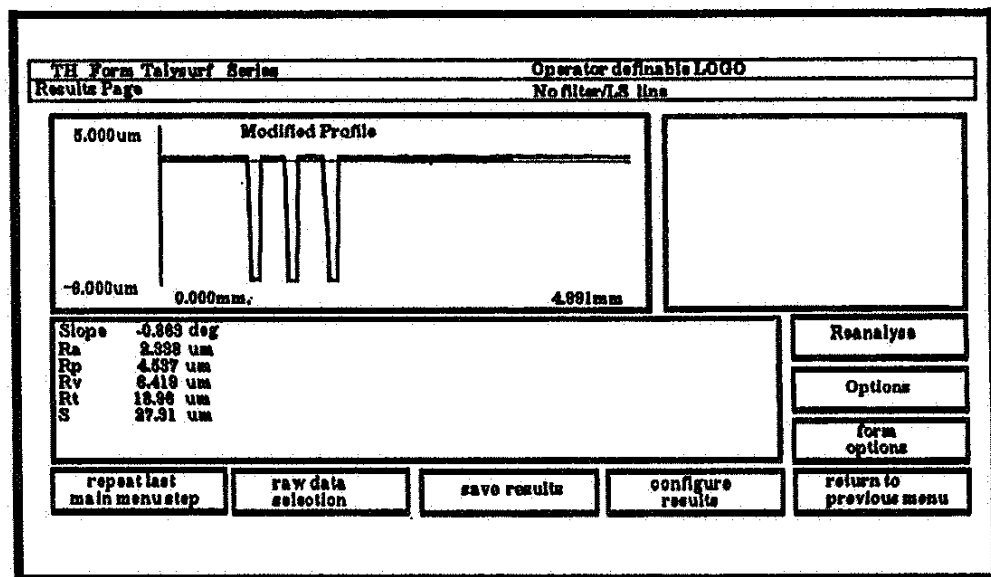 TH Form Talysurf Series
Operator definable LOGO
Results Page
No filter/LS line
5.000um
Modified Profile
-6.000um
0.000mm.
4.991mm
Slope -0.863 deg
Ra 2.338 um
Rp 4.537 um
Rv 6.419 um
Rt 18.96 um
S 27.31 um
Reanalyse
Options
form
options
repeat last
main menu step
raw data
selection
save results
configure
results
return to
previous menu